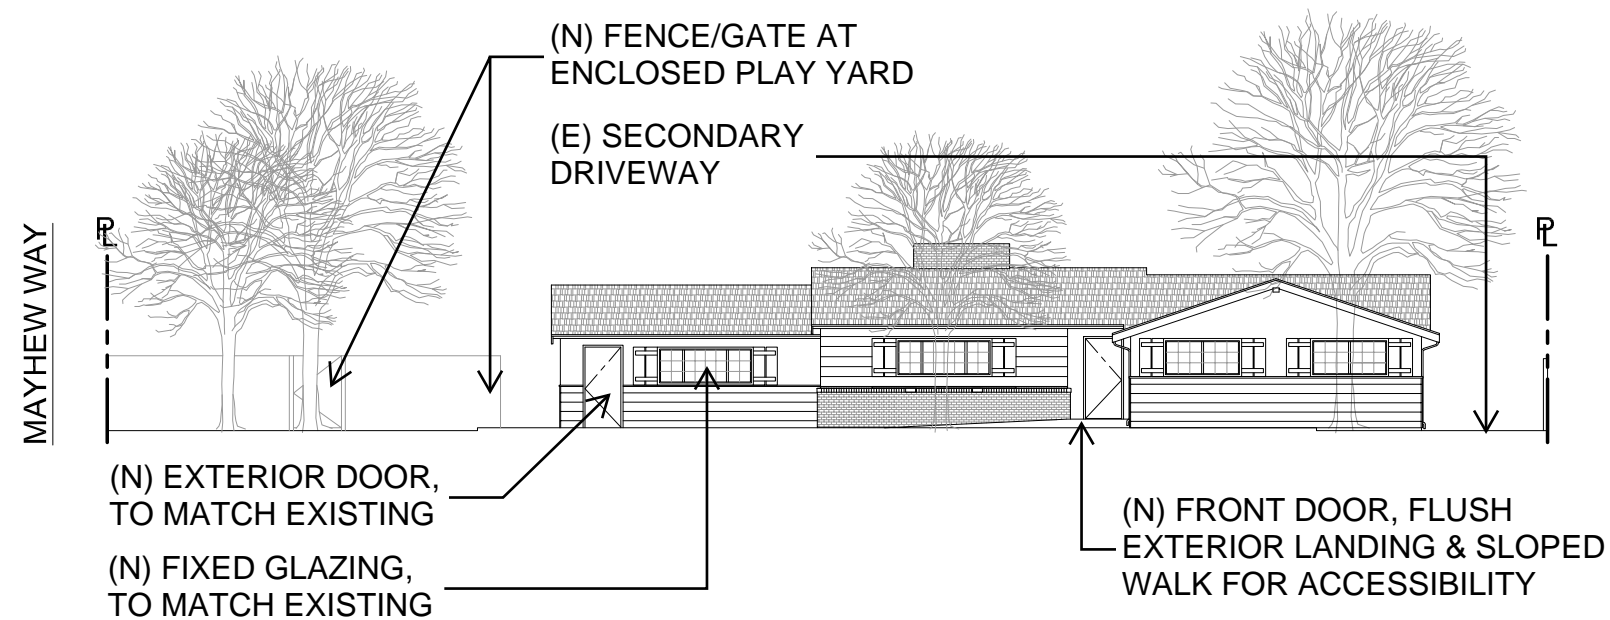 (N) FENCE/GATE AT
ENCLOSED PLAY YARD
(E) SECONDARY
DRIVEWAY
PL
PL
MAYHEW WAY
(N) EXTERIOR DOOR,
TO MATCH EXISTING
(N) FIXED GLAZING,
TO MATCH EXISTING
(N) FRONT DOOR, FLUSH
EXTERIOR LANDING & SLOPED
WALK FOR ACCESSIBILITY